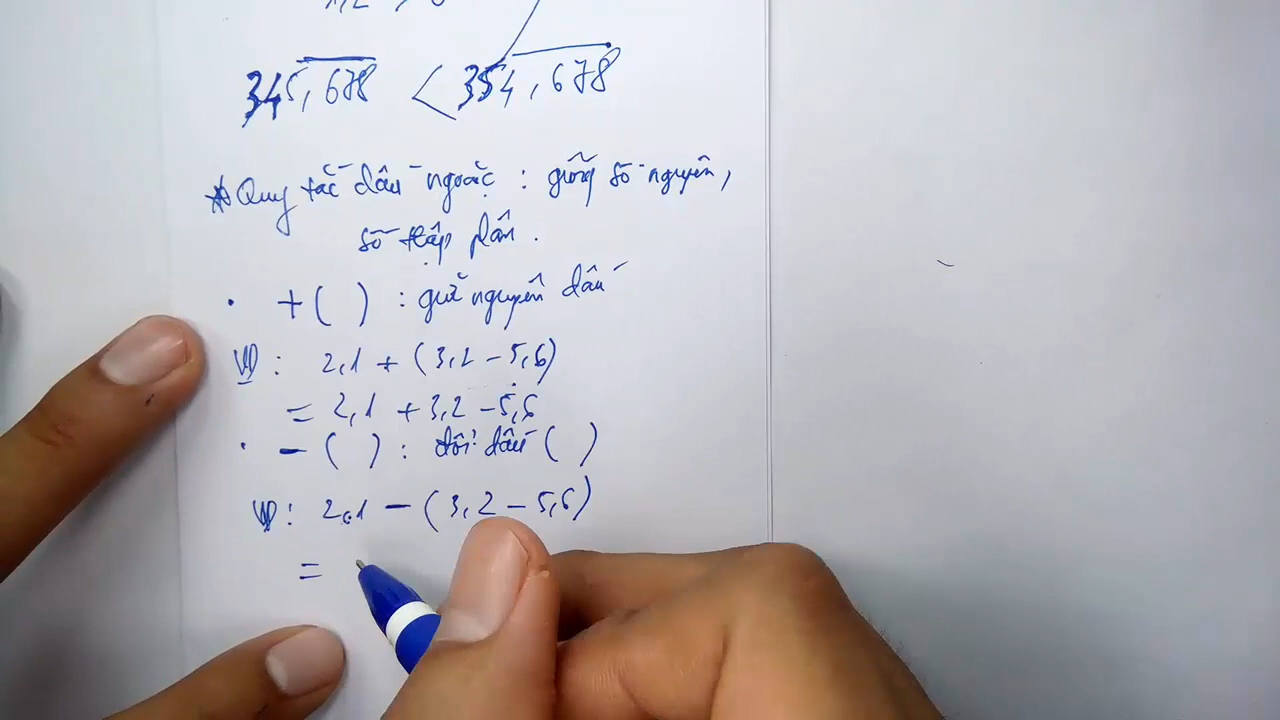 345,678 < 354,678
* Quy tắc dấu ngoặc : giống số nguyên,
số thập phân.
· + ( ) : giữ nguyên dấu
VD : 2,1 + (3,2 - 5,6)
= 2,1 + 3,2 - 5,6
· - ( ) : đổi dấu ( )
VD : 2,1 - (3,2 - 5,6)
=